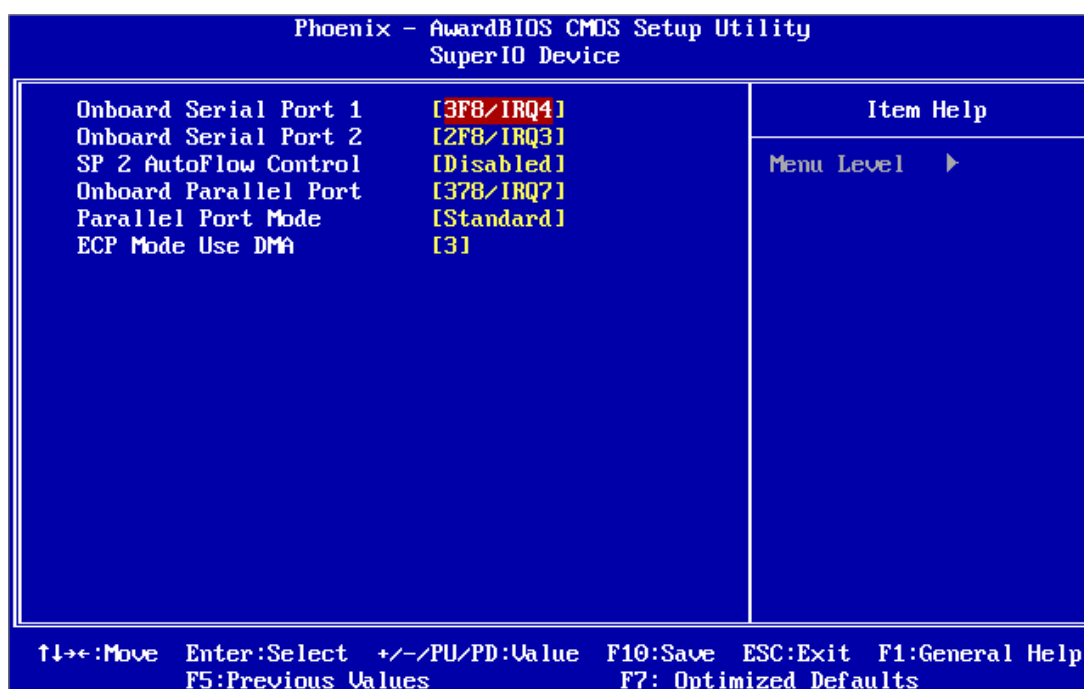 Phoenix - AwardBIOS CMOS Setup Utility
SuperIO Device
Onboard Serial Port 1 [3F8/IRQ4]
Onboard Serial Port 2 [2F8/IRQ3]
SP 2 AutoFlow Control [Disabled]
Onboard Parallel Port [378/IRQ7]
Parallel Port Mode [Standard]
ECP Mode Use DMA [3]
Item Help
Menu Level ▶
↑↓→←:Move Enter:Select +/-/PU/PD:Value F10:Save ESC:Exit F1:General Help
F5:Previous Values F7: Optimized Defaults